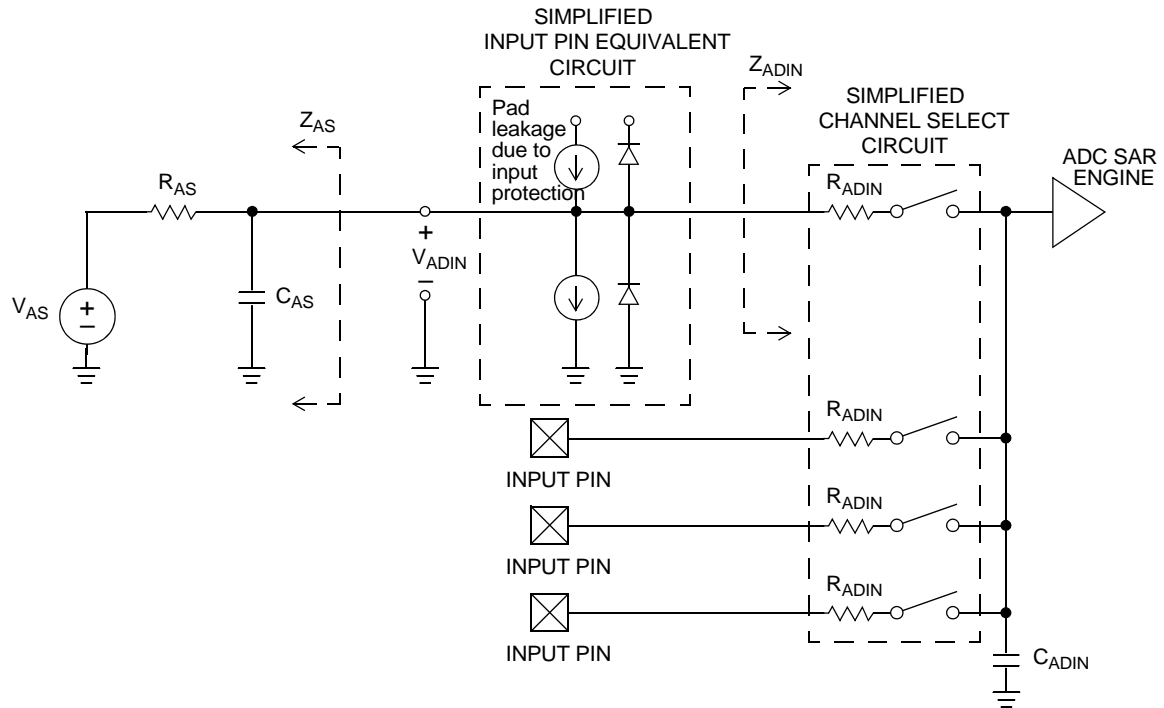 SIMPLIFIED
INPUT PIN EQUIVALENT
CIRCUIT
Z_ADIN
SIMPLIFIED
CHANNEL SELECT
CIRCUIT
ADC SAR
ENGINE
Pad
leakage
due to
input
protection
Z_AS
R_AS
R_ADIN
+
V_ADIN
–
C_AS
V_AS
+
–
R_ADIN
INPUT PIN
R_ADIN
INPUT PIN
R_ADIN
INPUT PIN
C_ADIN